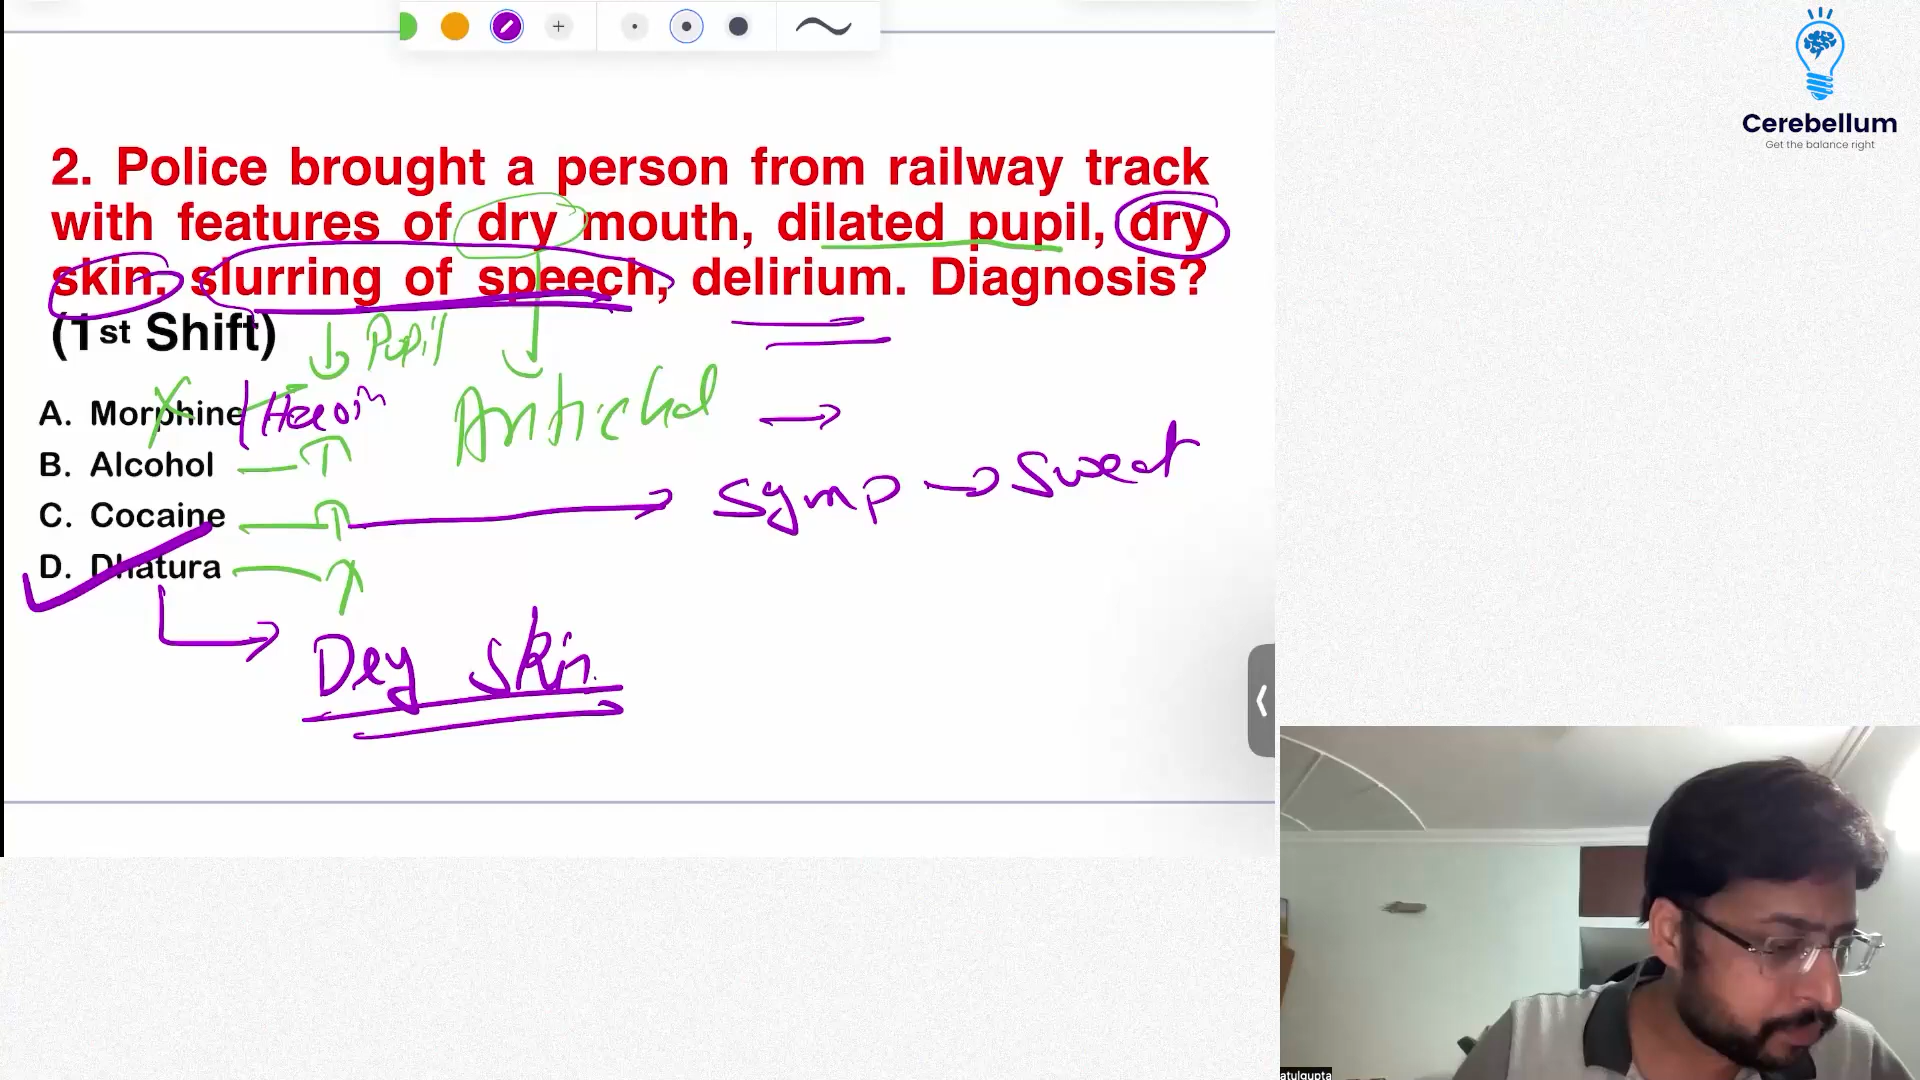 Cerebellum
Get the balance right
2. Police brought a person from railway track
with features of dry mouth, dilated pupil, dry
skin, slurring of speech, delirium. Diagnosis?
(1st Shift)
Pupil
A. Morphine / Heroin
Antichol
B. Alcohol
Symp → Sweat
C. Cocaine
D. Dhatura
Dry skin.
atulgupta